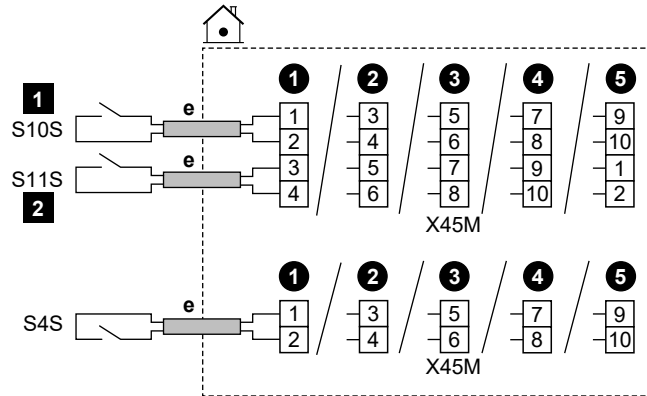 1 2 3 4 5
1 e 1 3 5 7 9
S10S 2 4 6 8 10
e 3 5 7 9 1
S11S 4 6 8 10 2
2 X45M
1 2 3 4 5
e 1 3 5 7 9
S4S 2 4 6 8 10
X45M